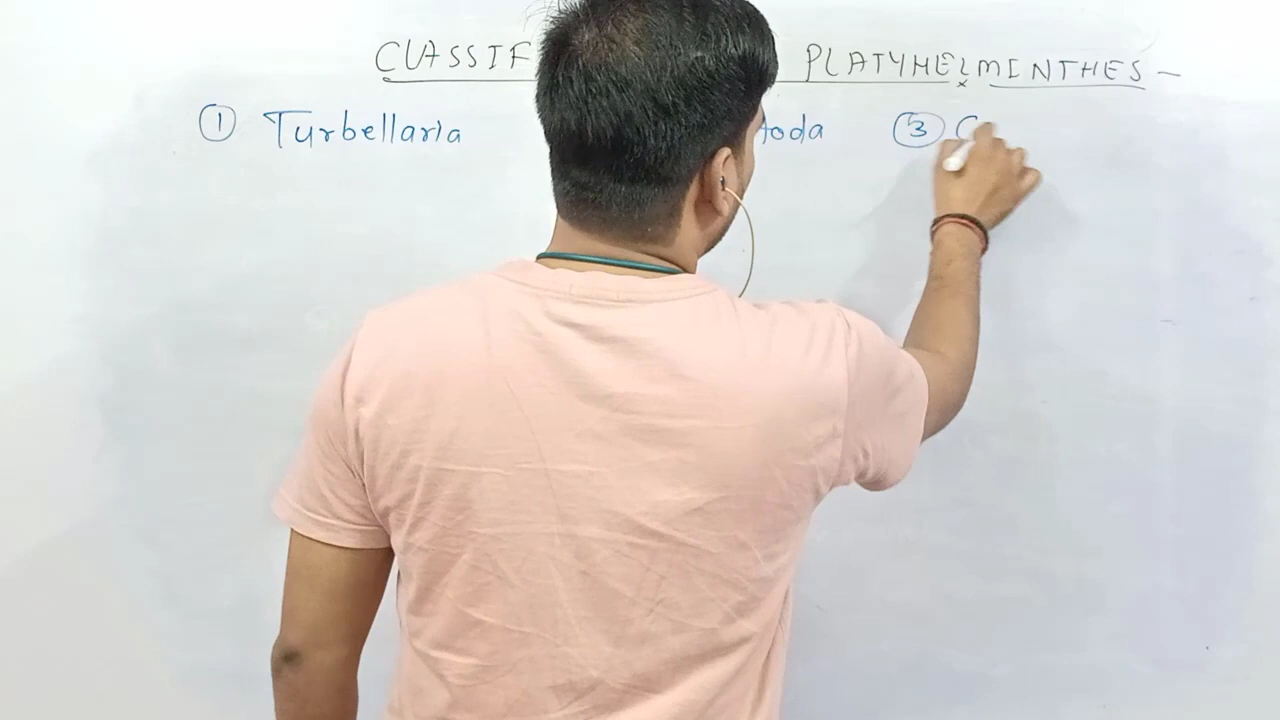 CLASSIF PLATYHELMINTHES –
① Turbellaria toda ③ C